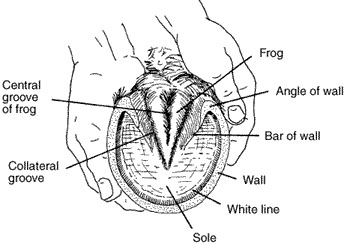 Frog
Central
groove
of frog
Angle of wall
Bar of wall
Collateral
groove
Wall
White line
Sole